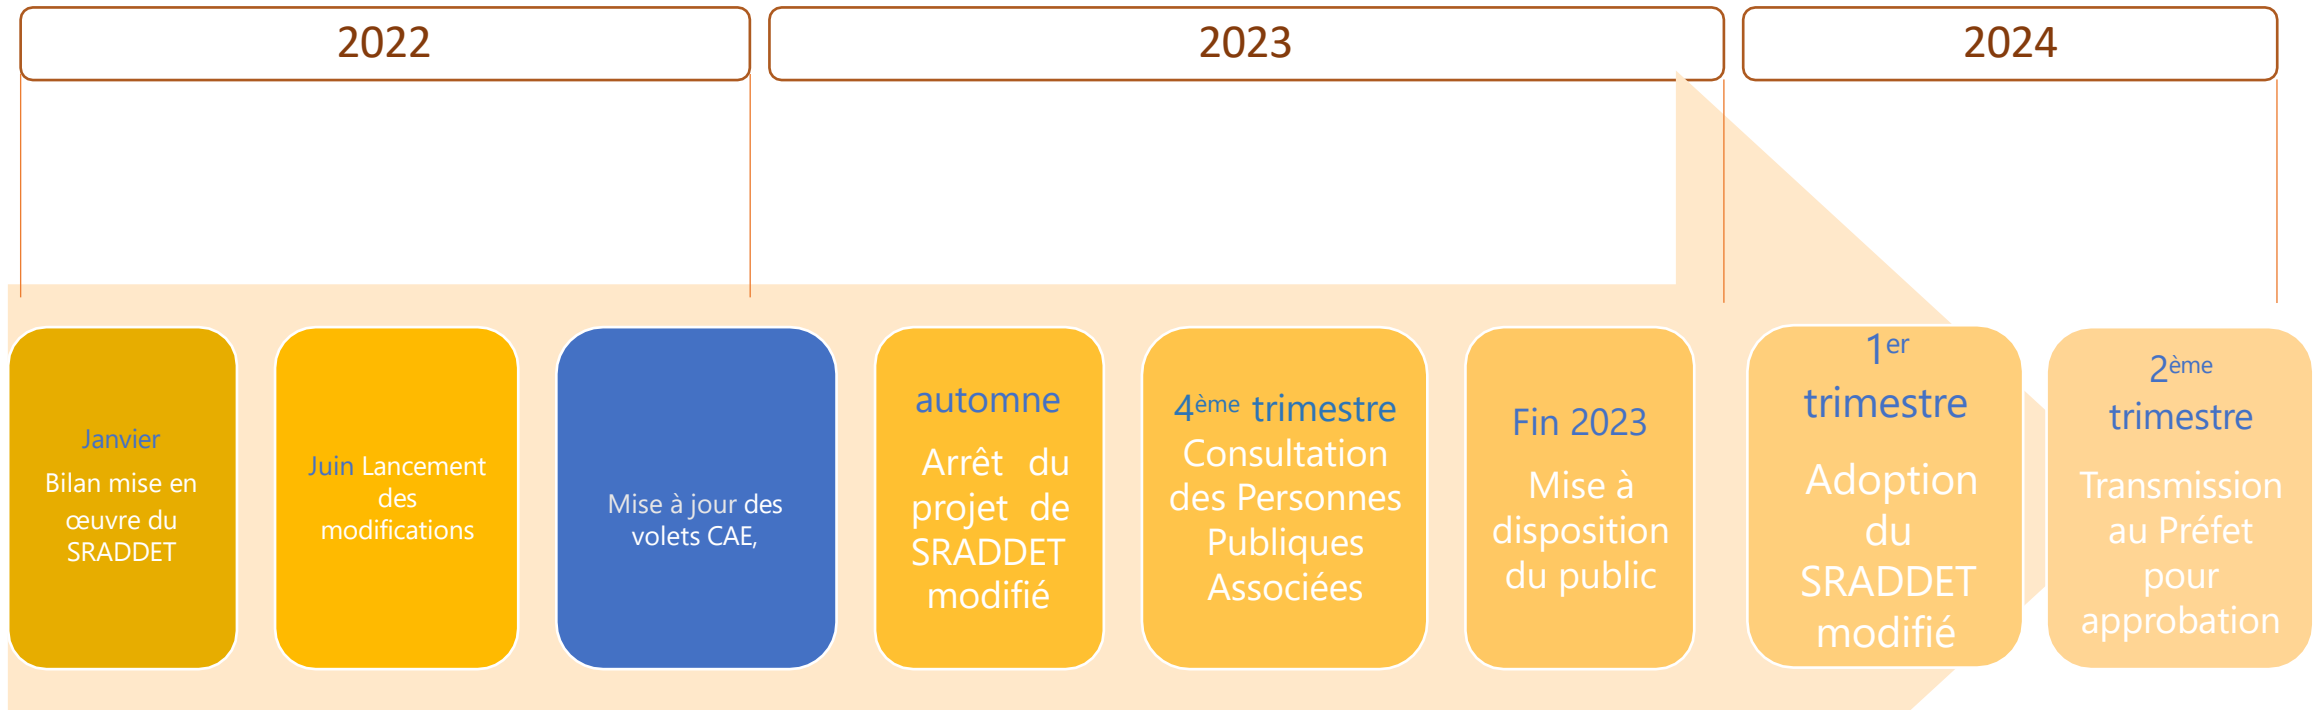 2022
2023
2024
Janvier
Bilan mise en
œuvre du
SRADDET
Juin Lancement
des
modifications
Mise à jour des
volets CAE,
automne
Arrêt du
projet de
SRADDET
modifié
4ème trimestre
Consultation
des Personnes
Publiques
Associées
Fin 2023
Mise à
disposition
du public
1er
trimestre
Adoption
du
SRADDET
modifié
2ème
trimestre
Transmission
au Préfet
pour
approbation